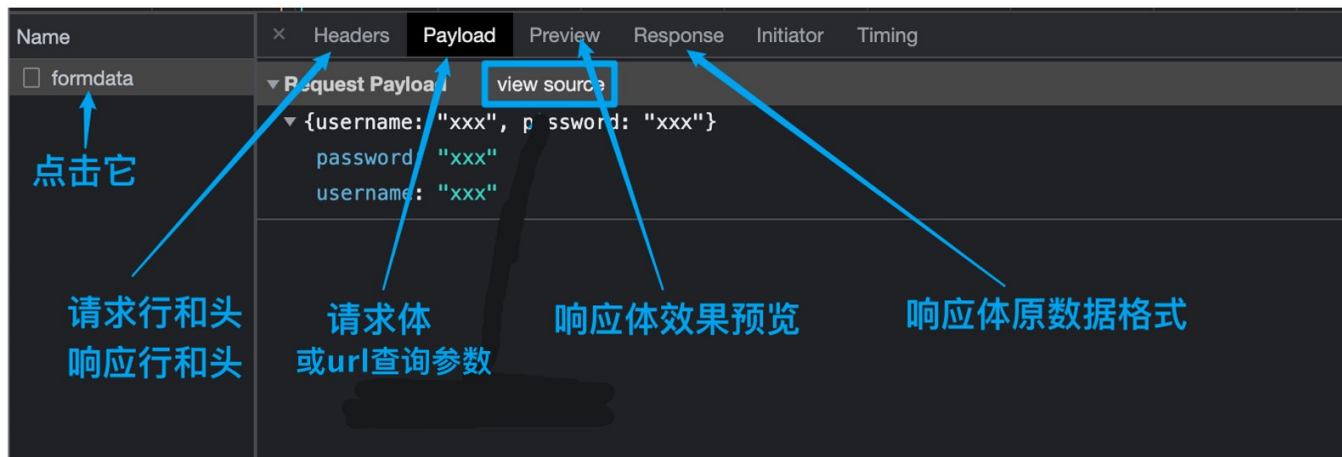 Name
× Headers Payload Preview Response Initiator Timing
formdata
Request Payload view source
{username: "xxx", password: "xxx"}
password: "xxx"
username: "xxx"
点击它
请求行和头
响应行和头
请求体
或url查询参数
响应体效果预览
响应体原数据格式